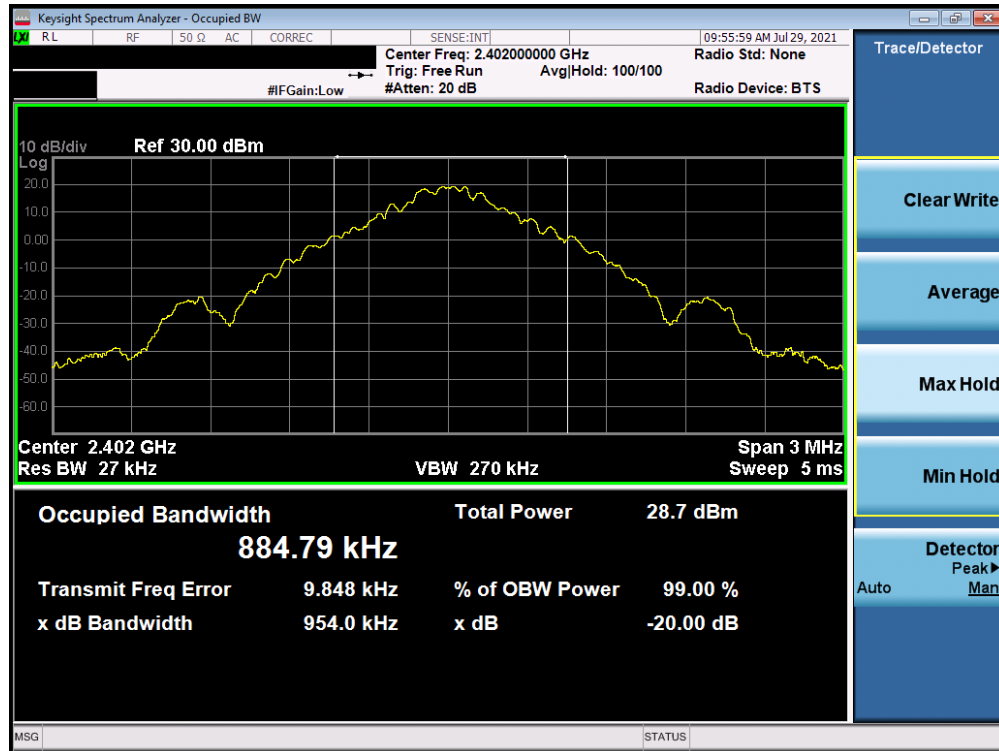 Keysight Spectrum Analyzer - Occupied BW
LXI RL RF 50 Ω AC CORREC SENSE:INT 09:55:59 AM Jul 29, 2021
Center Freq: 2.402000000 GHz Radio Std: None
Trig: Free Run Avg|Hold: 100/100
#IFGain:Low #Atten: 20 dB Radio Device: BTS
10 dB/div Ref 30.00 dBm
Log
20.0
10.0
0.00
-10.0
-20.0
-30.0
-40.0
-50.0
-60.0
Center 2.402 GHz Span 3 MHz
Res BW 27 kHz VBW 270 kHz Sweep 5 ms
Occupied Bandwidth Total Power 28.7 dBm
884.79 kHz
Transmit Freq Error 9.848 kHz % of OBW Power 99.00 %
x dB Bandwidth 954.0 kHz x dB -20.00 dB
MSG STATUS
Trace/Detector
Clear Write
Average
Max Hold
Min Hold
Detector
Peak▶
Auto Man